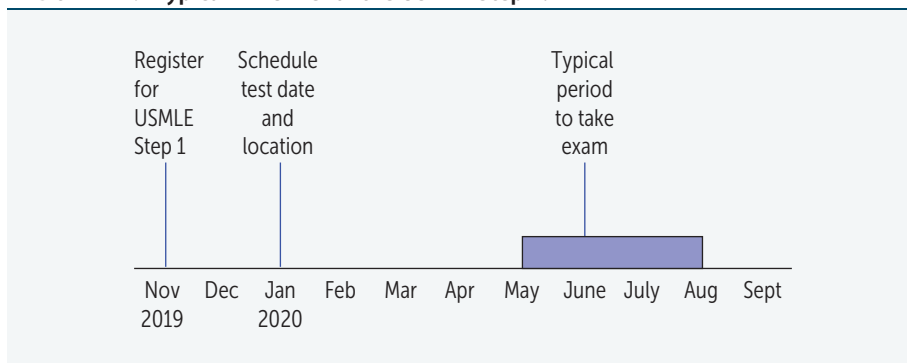 Register
for
USMLE
Step 1
Schedule
test date
and
location
Typical
period
to take
exam
Nov Dec Jan Feb Mar Apr May June July Aug Sept
2019 2020